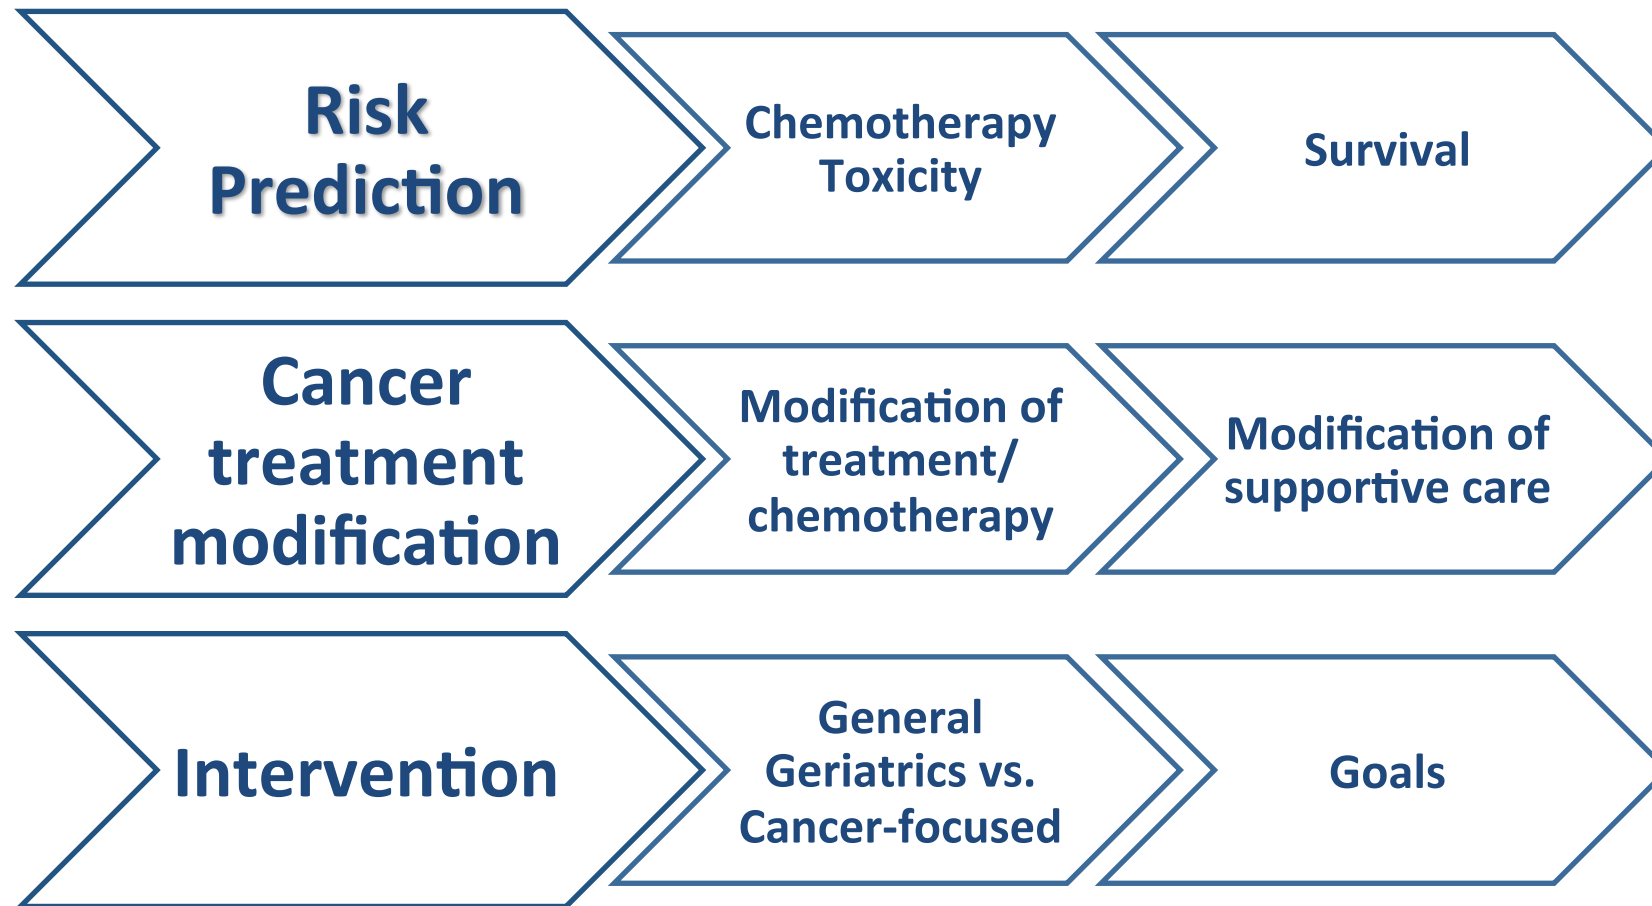 Risk
Prediction
Chemotherapy
Toxicity
Survival
Cancer
treatment
modification
Modification of
treatment/
chemotherapy
Modification of
supportive care
Intervention
General
Geriatrics vs.
Cancer-focused
Goals